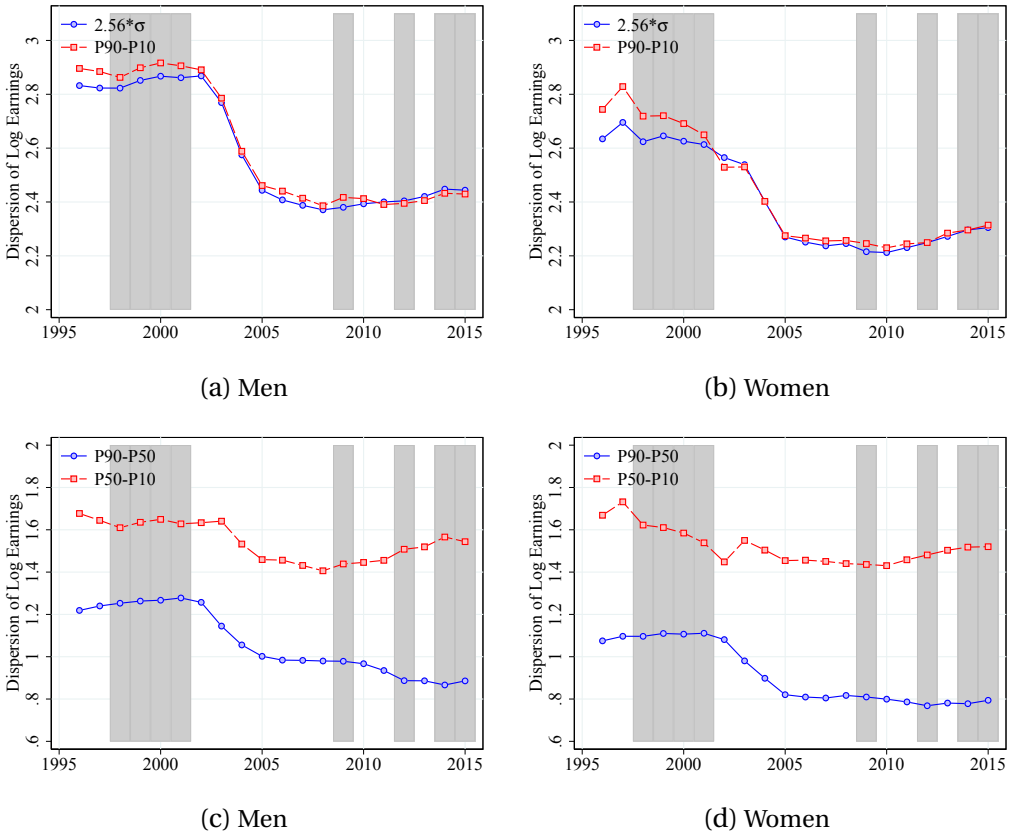 2.56*σ
P90-P10
Dispersion of Log Earnings
3
2.8
2.6
2.4
2.2
2
1995 2000 2005 2010 2015
(a) Men
2.56*σ
P90-P10
Dispersion of Log Earnings
3
2.8
2.6
2.4
2.2
2
1995 2000 2005 2010 2015
(b) Women
P90-P50
P50-P10
Dispersion of Log Earnings
2
1.8
1.6
1.4
1.2
1
.8
.6
1995 2000 2005 2010 2015
(c) Men
P90-P50
P50-P10
Dispersion of Log Earnings
2
1.8
1.6
1.4
1.2
1
.8
.6
1995 2000 2005 2010 2015
(d) Women